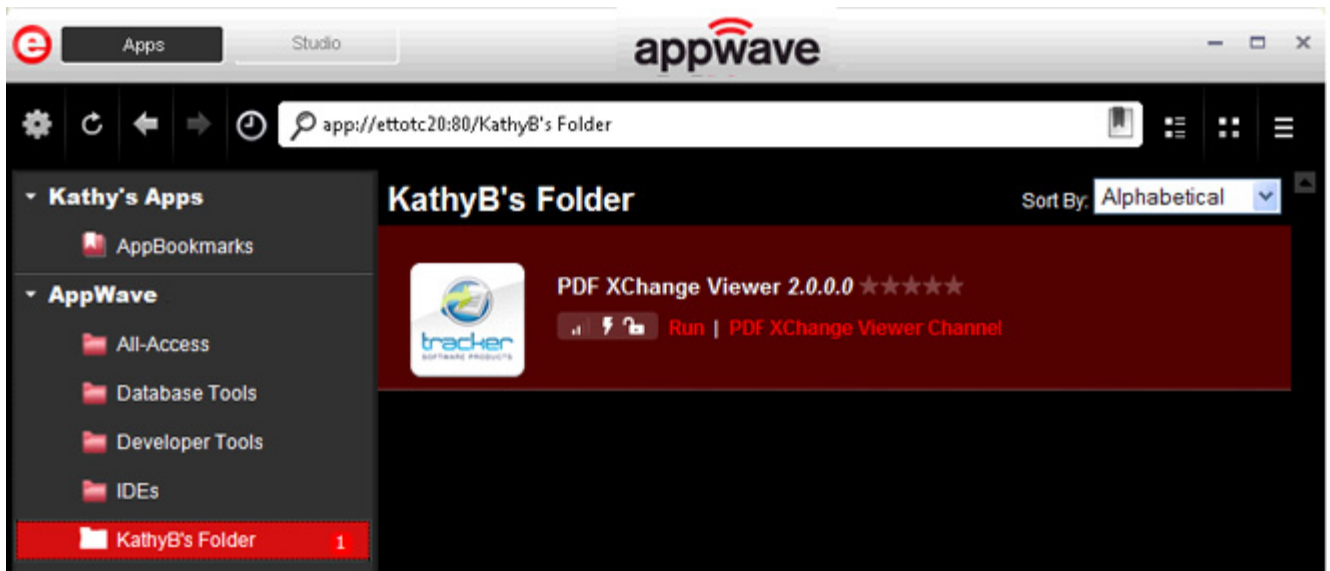 e Apps Studio appwave
app://ettotc20:80/KathyB's Folder
Kathy's Apps
AppBookmarks
AppWave
All-Access
Database Tools
Developer Tools
IDEs
KathyB's Folder 1
KathyB's Folder
Sort By: Alphabetical
PDF XChange Viewer 2.0.0.0
Run | PDF XChange Viewer Channel
tracker
SOFTWARE PRODUCTS